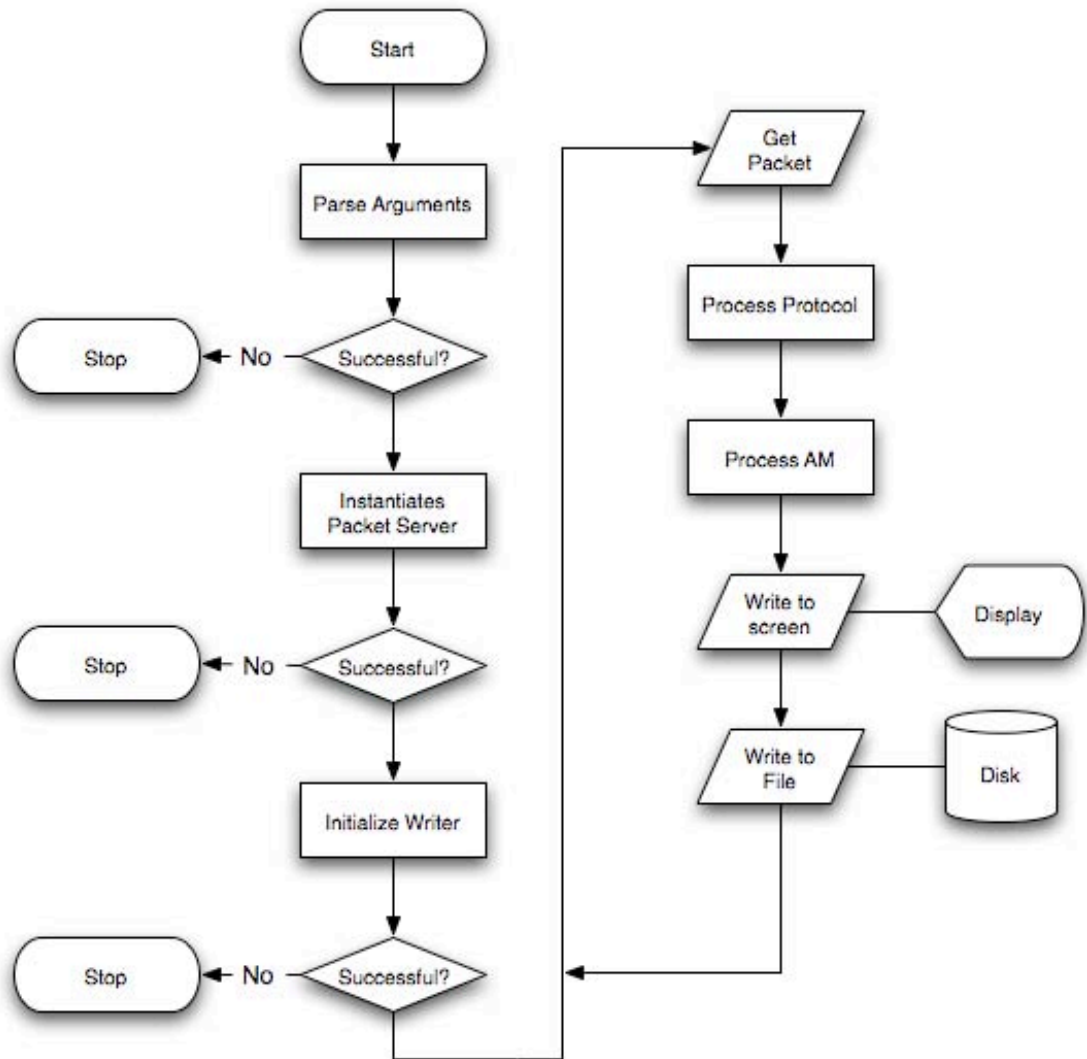 Start
Parse Arguments
Successful?
No
Stop
Instantiates
Packet Server
Successful?
No
Stop
Initialize Writer
Successful?
No
Stop
Get
Packet
Process Protocol
Process AM
Write to
screen
Display
Write to
File
Disk